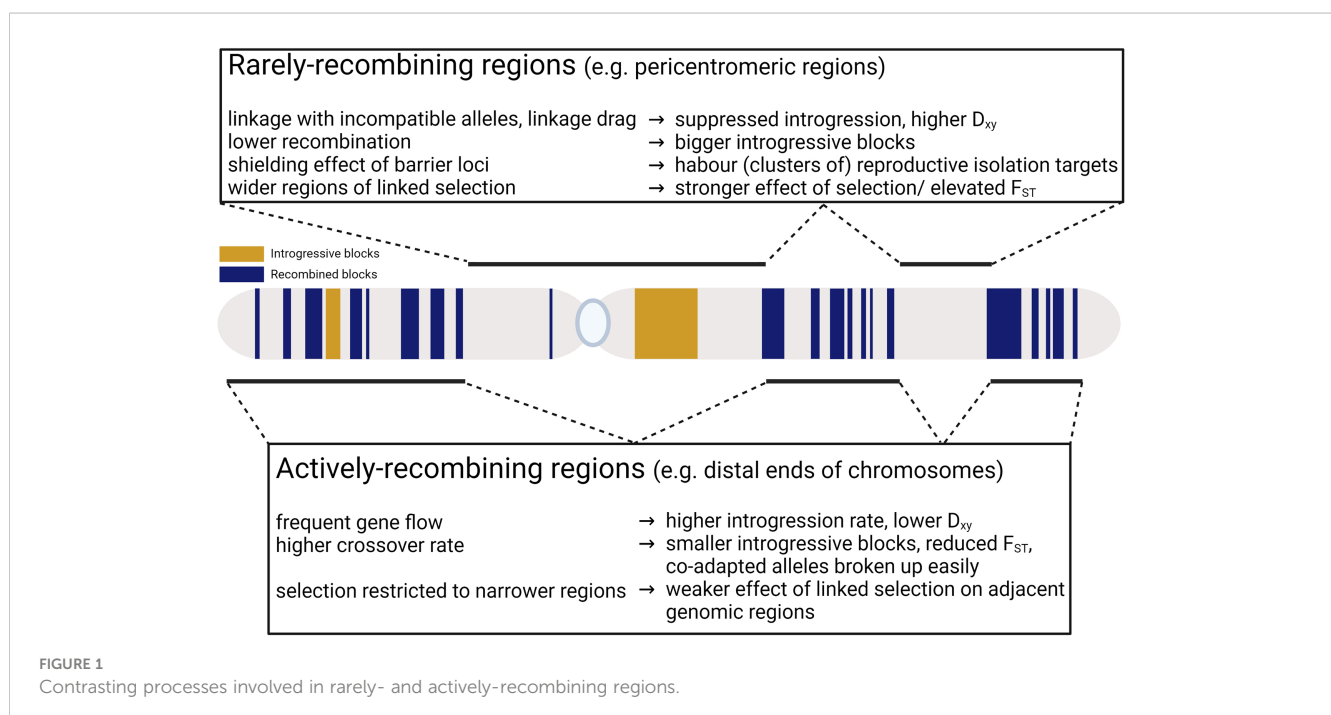 Rarely-recombining regions (e.g. pericentromeric regions)
linkage with incompatible alleles, linkage drag → suppressed introgression, higher Dxy
lower recombination → bigger introgressive blocks
shielding effect of barrier loci → habour (clusters of) reproductive isolation targets
wider regions of linked selection → stronger effect of selection/ elevated FST
Introgressive blocks
Recombined blocks
Actively-recombining regions (e.g. distal ends of chromosomes)
frequent gene flow → higher introgression rate, lower Dxy
higher crossover rate → smaller introgressive blocks, reduced FST,
co-adapted alleles broken up easily
selection restricted to narrower regions → weaker effect of linked selection on adjacent
genomic regions
FIGURE 1
Contrasting processes involved in rarely- and actively-recombining regions.